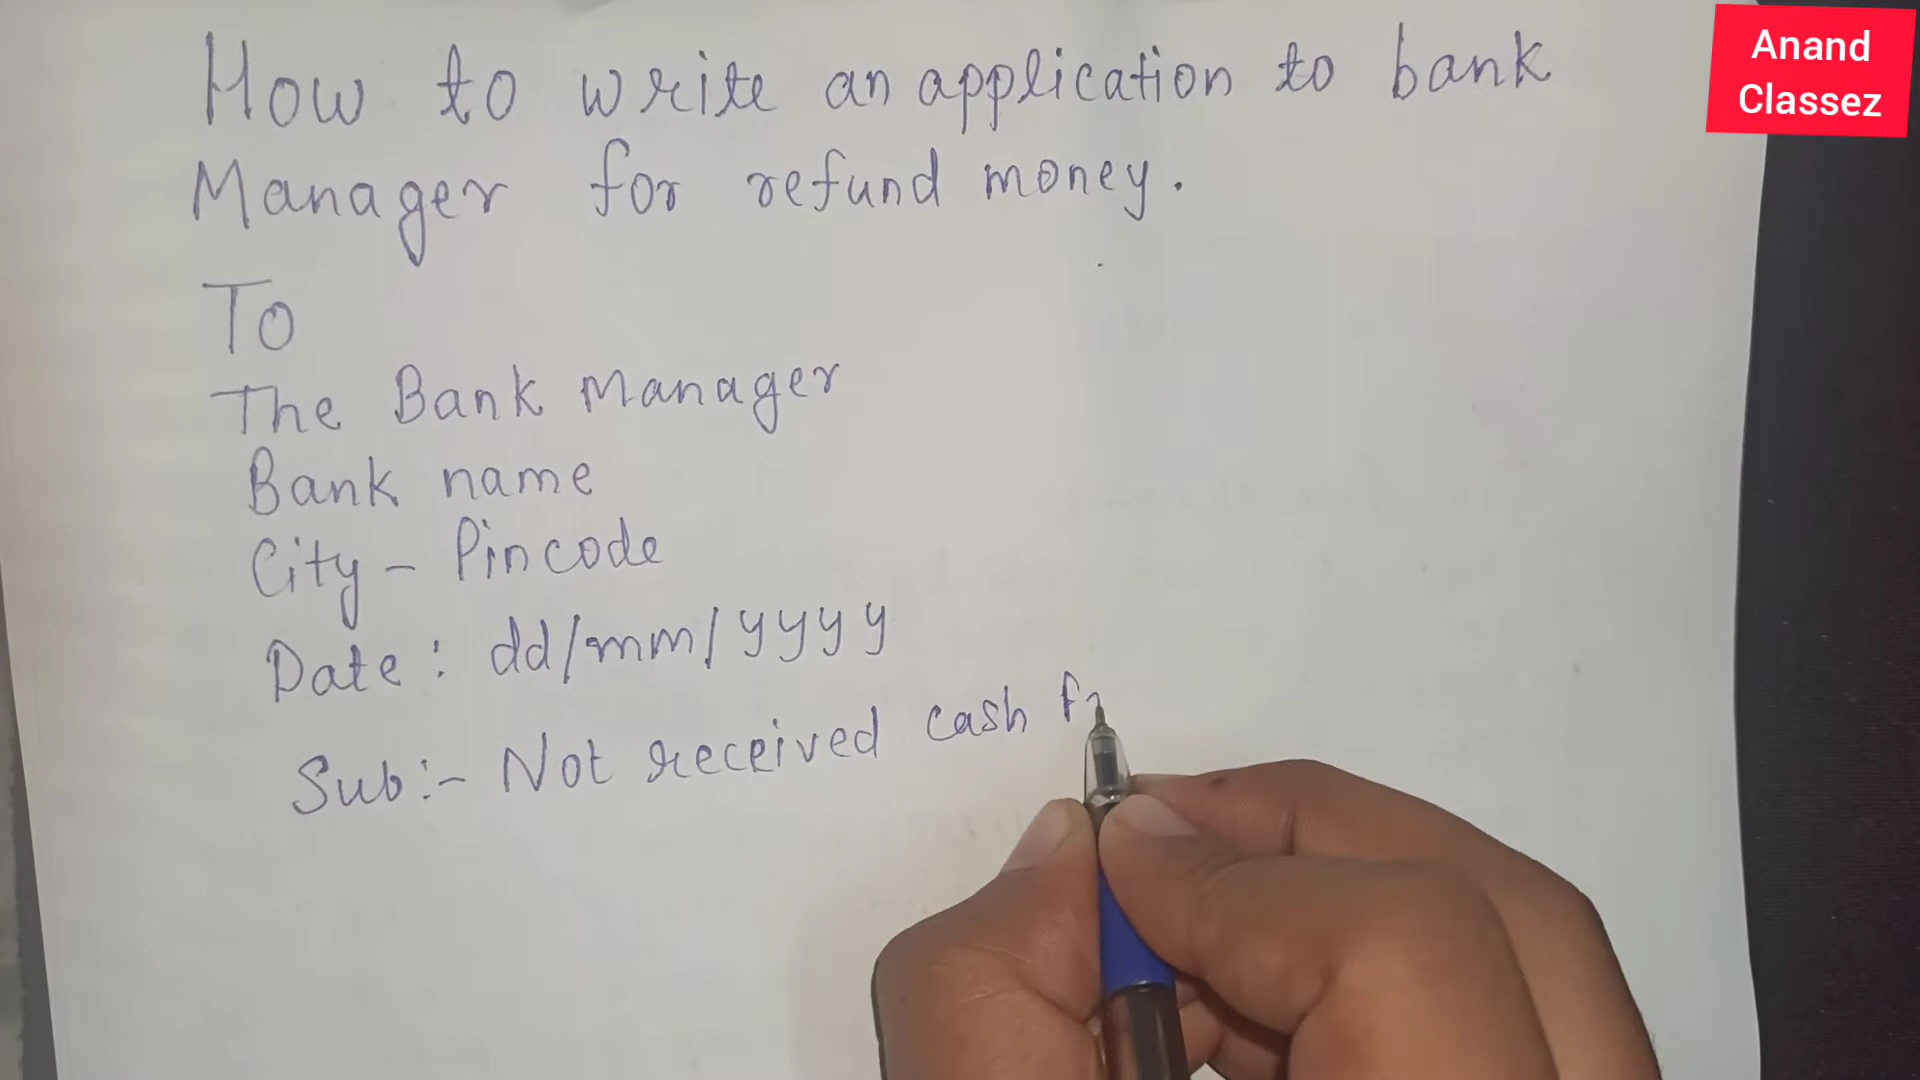 How to write an application to bank
Manager for refund money.
To
The Bank Manager
Bank name
City - Pincode
Date : dd/mm/yyyy
Sub:- Not received cash
Anand
Classez